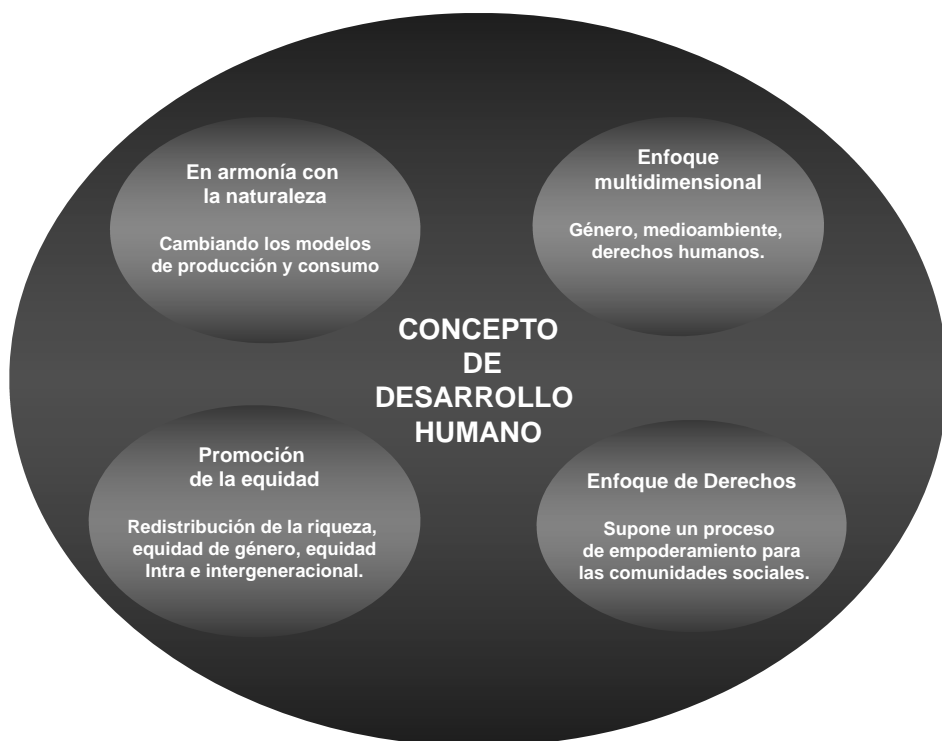 En armonía con
la naturaleza
Cambiando los modelos
de producción y consumo
Enfoque
multidimensional
Género, medioambiente,
derechos humanos.
CONCEPTO
DE
DESARROLLO
HUMANO
Promoción
de la equidad
Redistribución de la riqueza,
equidad de género, equidad
Intra e intergeneracional.
Enfoque de Derechos
Supone un proceso
de empoderamiento para
las comunidades sociales.